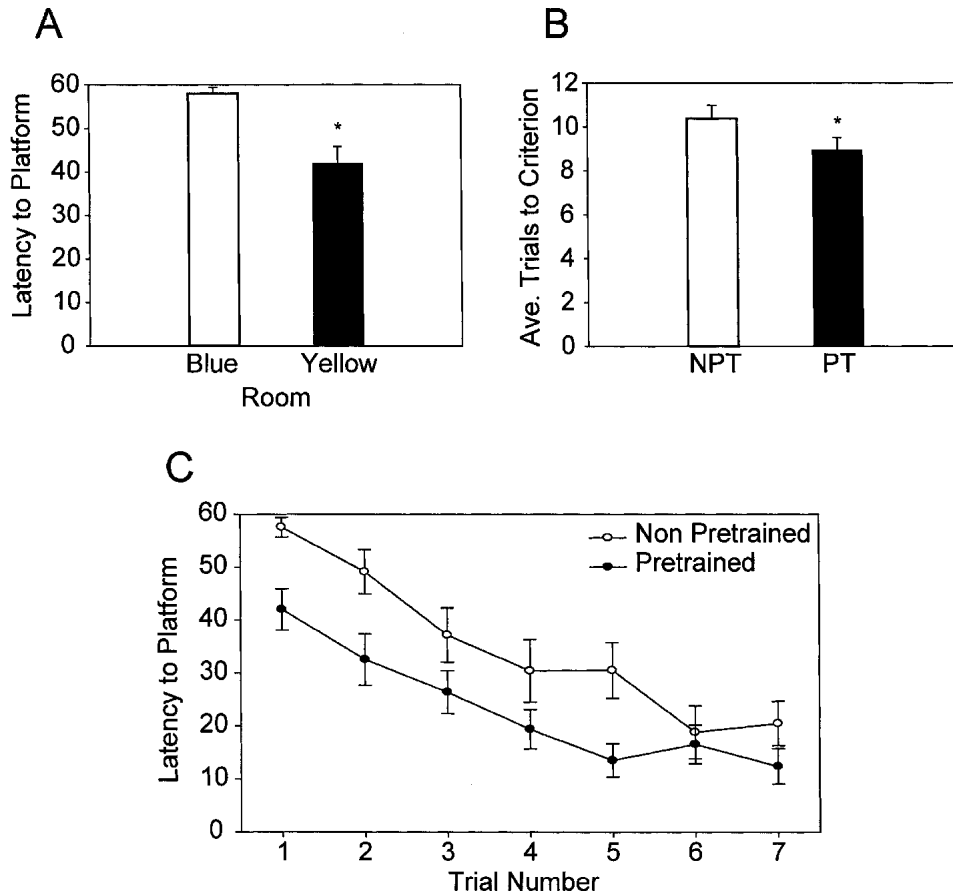 A
Latency to Platform
60
50
40
30
20
10
0
*
Blue
Yellow
Room
B
Ave. Trials to Criterion
12
10
8
6
4
2
0
*
NPT
PT
C
Latency to Platform
60
50
40
30
20
10
0
Non Pretrained
Pretrained
1 2 3 4 5 6 7
Trial Number